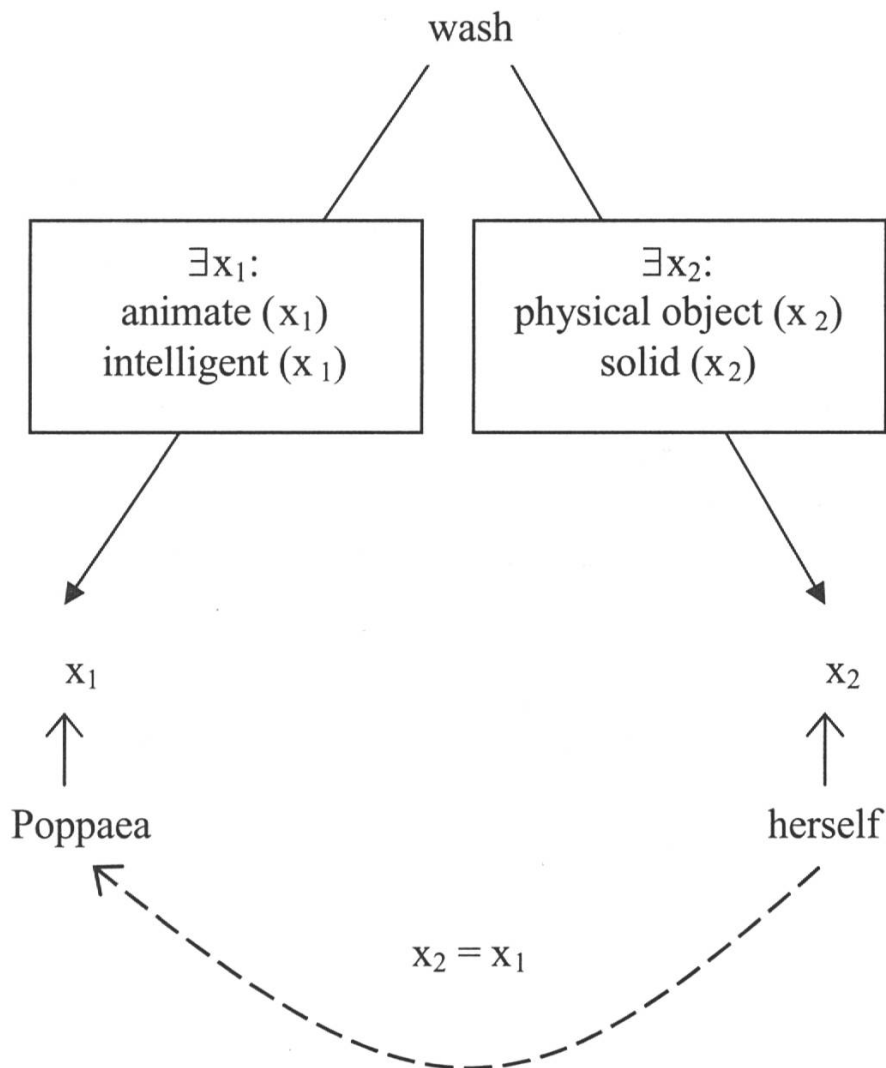 wash
∃x₁:
animate (x₁)
intelligent (x₁)
∃x₂:
physical object (x₂)
solid (x₂)
x₁
x₂
Poppaea
herself
x₂ = x₁